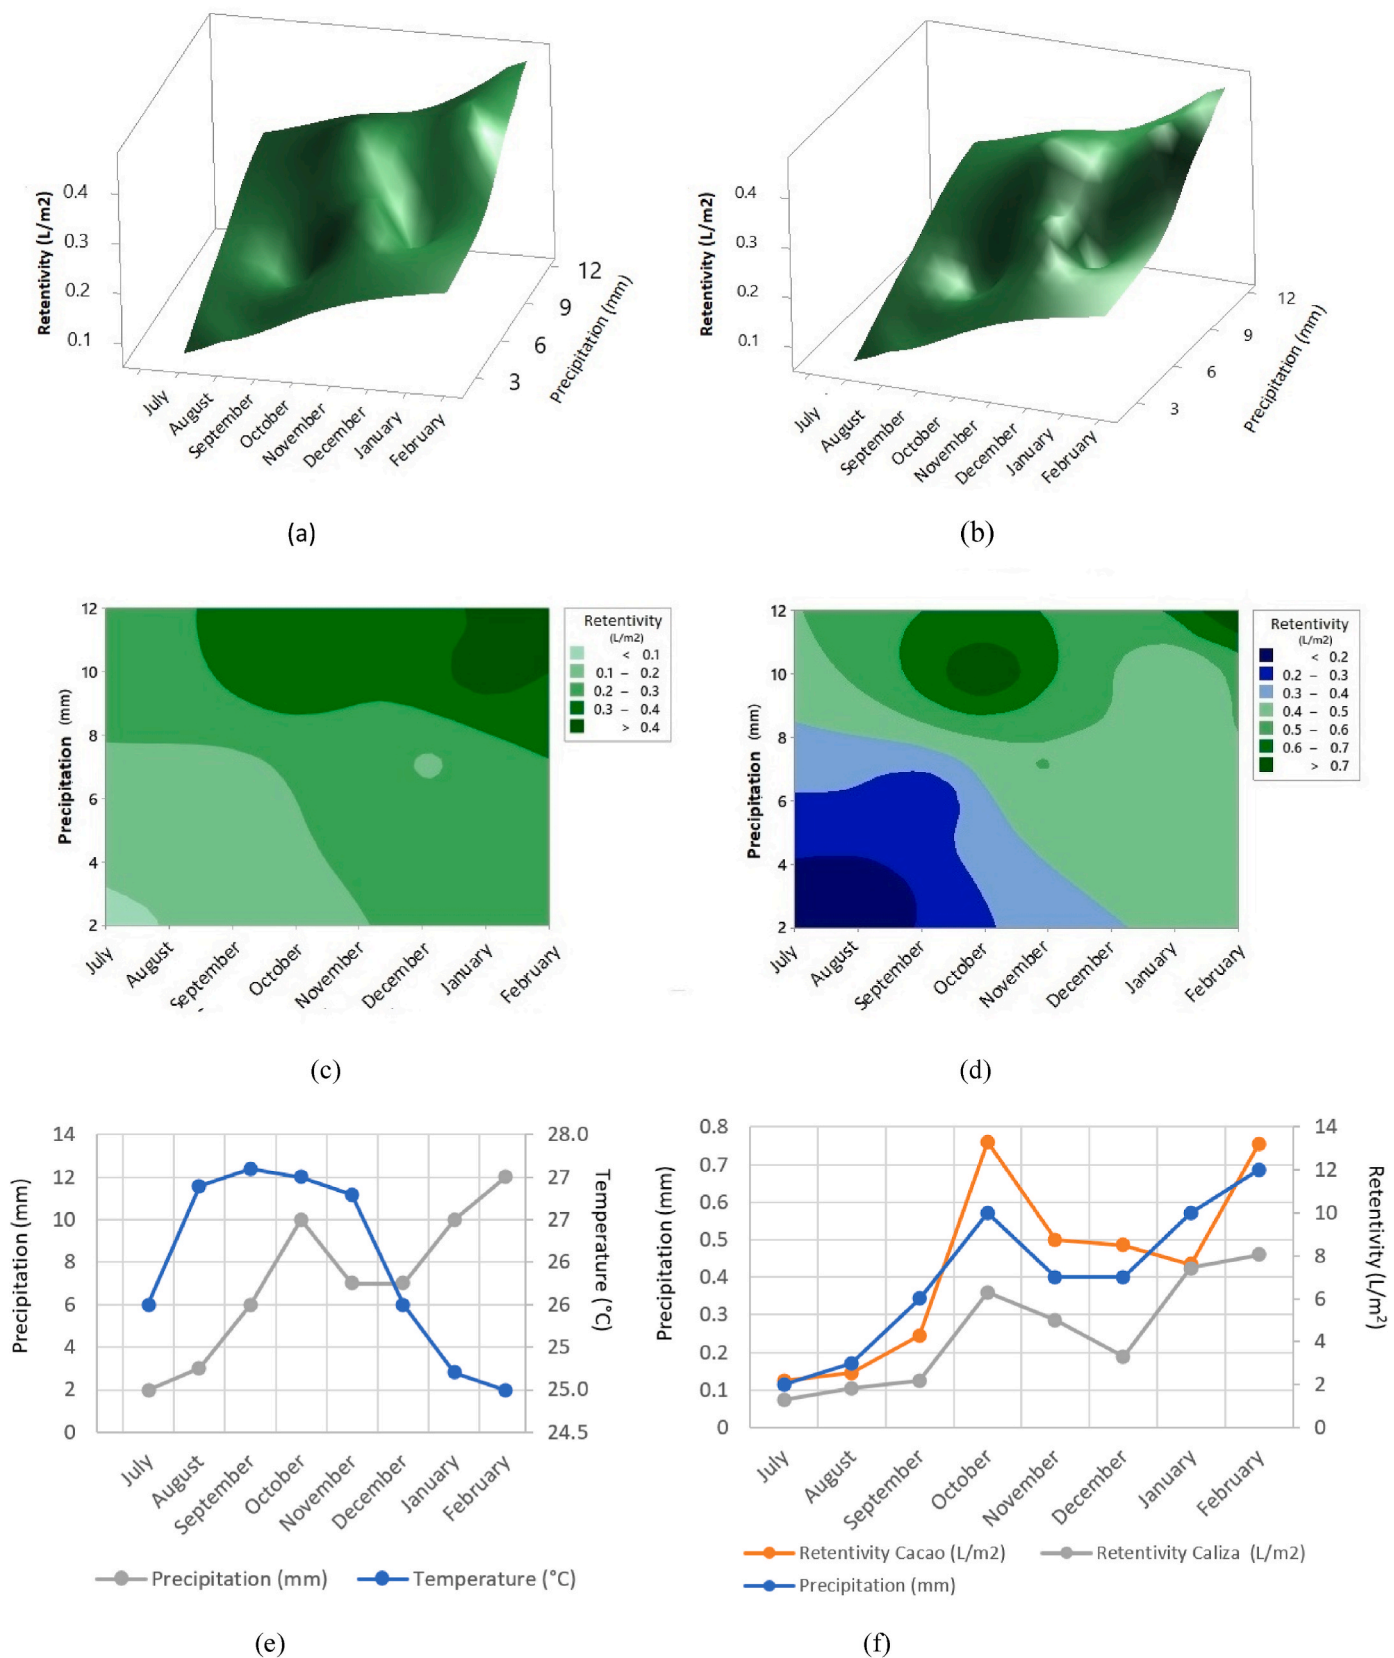 Retentivity (L/m2)
0.4
0.3
0.2
0.1
July
August
September
October
November
December
January
February
3
6
9
12
Precipitation (mm)
(a)
Retentivity (L/m2)
0.4
0.3
0.2
0.1
July
August
September
October
November
December
January
February
3
6
9
12
Precipitation (mm)
(b)
Precipitation (mm)
12
10
8
6
4
2
July
August
September
October
November
December
January
February
Retentivity
(L/m2)
< 0.1
0.1 – 0.2
0.2 – 0.3
0.3 – 0.4
> 0.4
(c)
Precipitation (mm)
12
10
8
6
4
2
July
August
September
October
November
December
January
February
Retentivity
(L/m2)
< 0.2
0.2 – 0.3
0.3 – 0.4
0.4 – 0.5
0.5 – 0.6
0.6 – 0.7
> 0.7
(d)
Precipitation (mm)
14
12
10
8
6
4
2
0
28.0
27
27
26
26
25
25.0
24.5
Temperature (°C)
July
August
September
October
November
December
January
February
Precipitation (mm)
Temperature (°C)
(e)
Precipitation (mm)
0.8
0.7
0.6
0.5
0.4
0.3
0.2
0.1
0
14
12
10
8
6
4
2
0
Retentivity (L/m²)
July
August
September
October
November
December
January
February
Retentivity Cacao (L/m2)
Retentivity Caliza (L/m2)
Precipitation (mm)
(f)